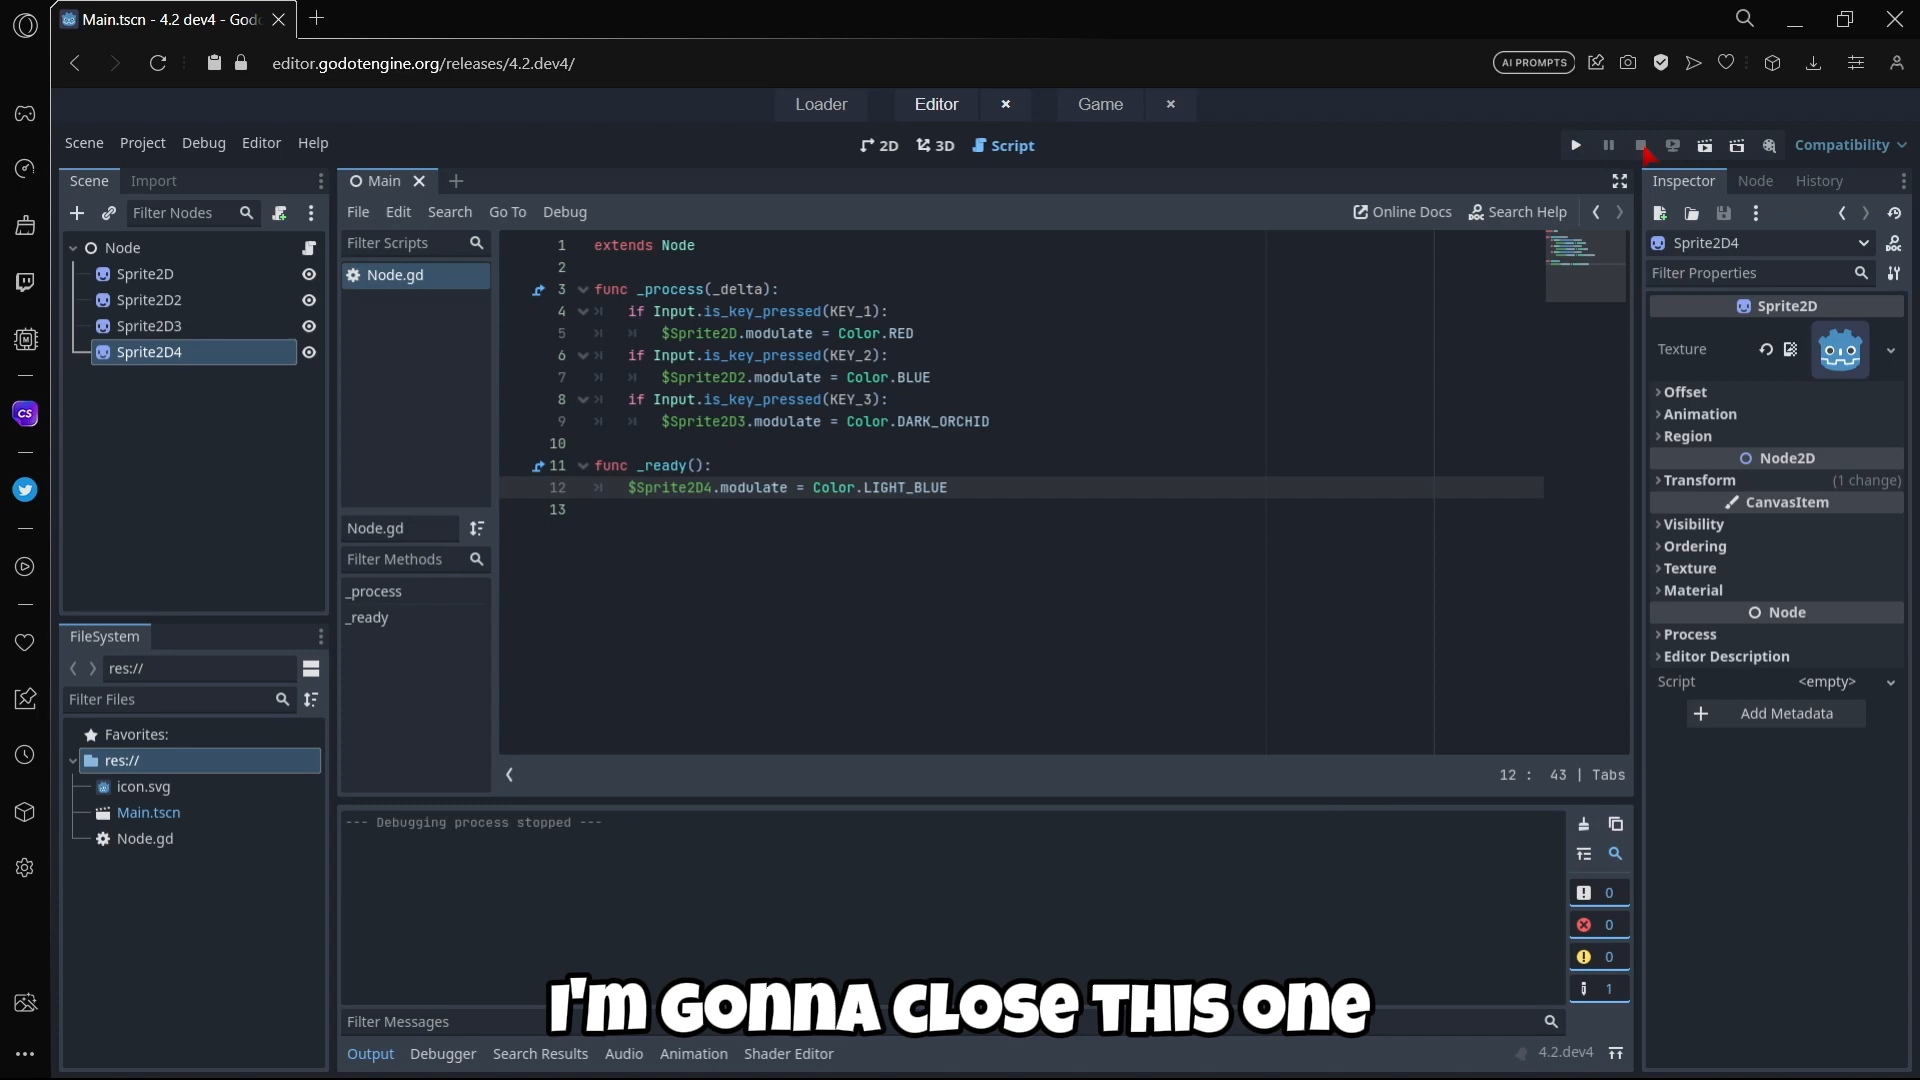 Main.tscn - 4.2 dev4 - God
editor.godotengine.org/releases/4.2.dev4/
AI PROMPTS
Loader
Editor
Game
Scene Project Debug Editor Help
2D 3D Script
Compatibility
Scene Import
Filter Nodes
Node
Sprite2D
Sprite2D2
Sprite2D3
Sprite2D4
FileSystem
res://
Filter Files
Favorites:
res://
icon.svg
Main.tscn
Node.gd
Main
File Edit Search Go To Debug
Online Docs Search Help
Filter Scripts
Node.gd
Node.gd
Filter Methods
_process
_ready
1 extends Node
2
3 func _process(_delta):
4 if Input.is_key_pressed(KEY_1):
5 $Sprite2D.modulate = Color.RED
6 if Input.is_key_pressed(KEY_2):
7 $Sprite2D2.modulate = Color.BLUE
8 if Input.is_key_pressed(KEY_3):
9 $Sprite2D3.modulate = Color.DARK_ORCHID
10
11 func _ready():
12 $Sprite2D4.modulate = Color.LIGHT_BLUE
13
12 : 43 | Tabs
--- Debugging process stopped ---
0
0
0
1
I'm gonna close this one
Filter Messages
Output Debugger Search Results Audio Animation Shader Editor
4.2.dev4
Inspector Node History
Sprite2D4
Filter Properties
Sprite2D
Texture
Offset
Animation
Region
Node2D
Transform (1 change)
CanvasItem
Visibility
Ordering
Texture
Material
Node
Process
Editor Description
Script <empty>
Add Metadata
CS
M